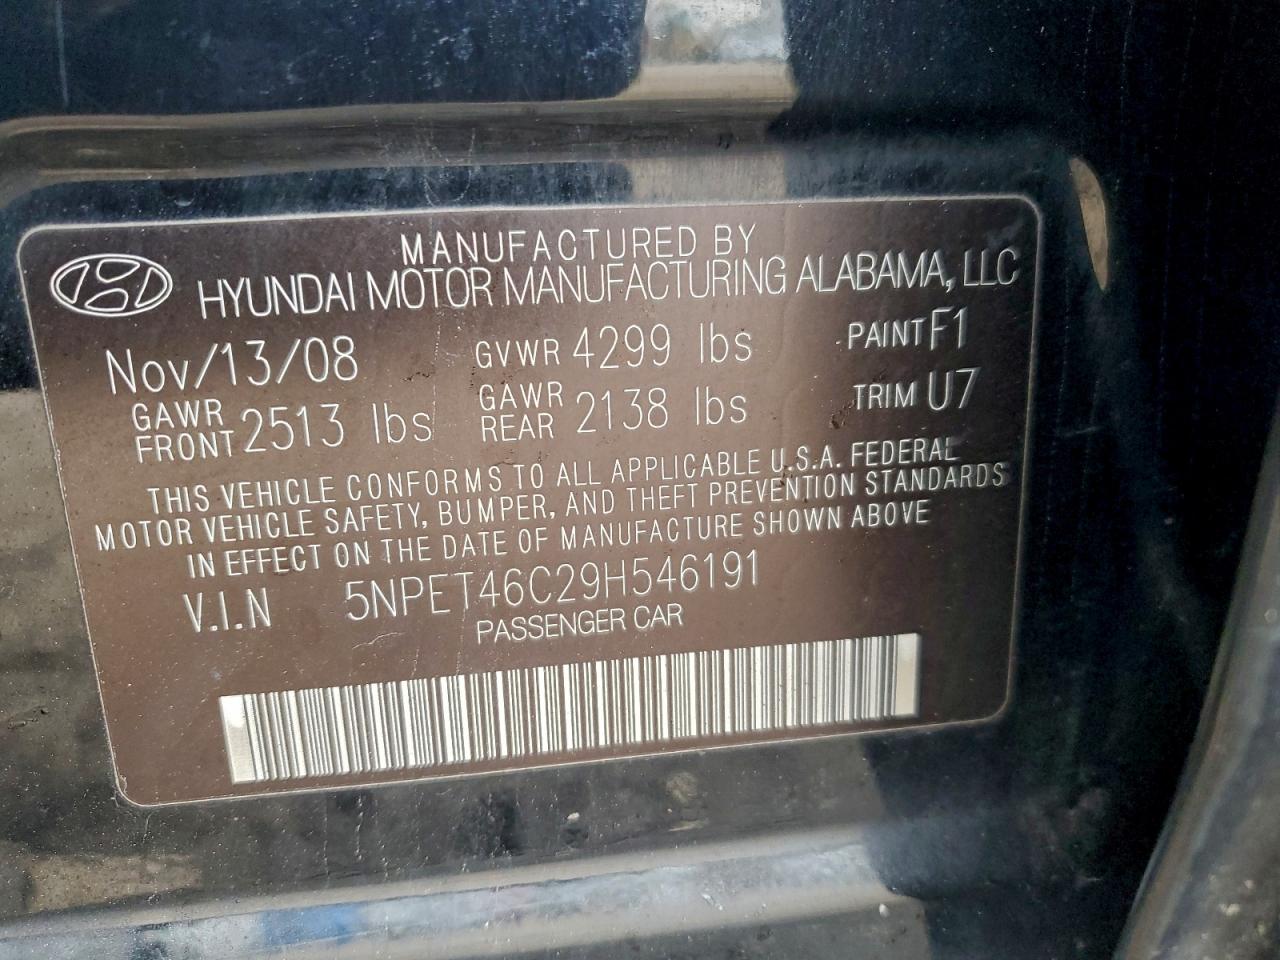 MANUFACTURED BY
HYUNDAI MOTOR MANUFACTURING ALABAMA, LLC
Nov/13/08 GVWR 4299 lbs PAINT F1
GAWR FRONT 2513 lbs GAWR REAR 2138 lbs TRIM U7
THIS VEHICLE CONFORMS TO ALL APPLICABLE U.S.A. FEDERAL
MOTOR VEHICLE SAFETY, BUMPER, AND THEFT PREVENTION STANDARDS
IN EFFECT ON THE DATE OF MANUFACTURE SHOWN ABOVE
V.I.N 5NPET46C29H546191
PASSENGER CAR